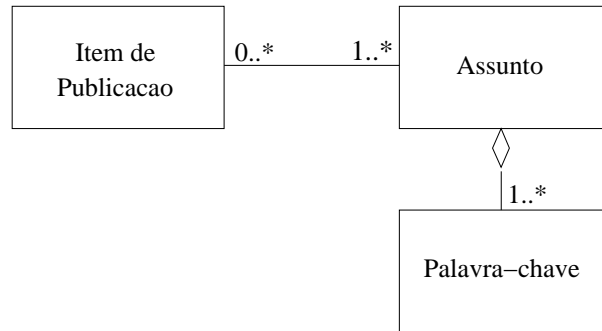 Item de
Publicacao
0..*
1..*
Assunto
1..*
Palavra−chave